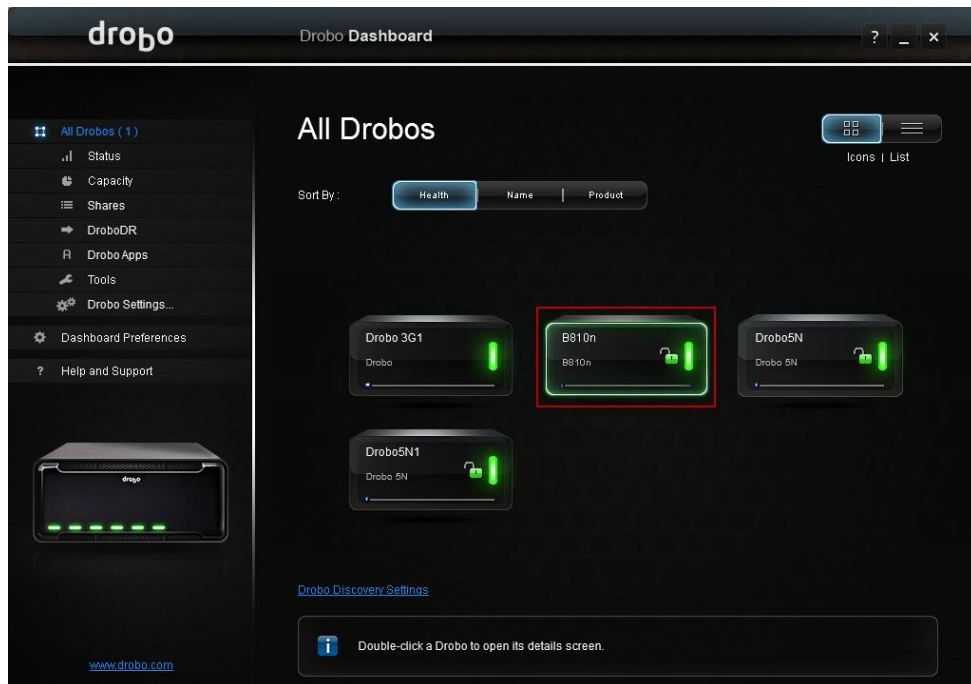 drobo
Drobo Dashboard
? _ ×
All Drobos ( 1 )
Status
Capacity
Shares
DroboDR
Drobo Apps
Tools
Drobo Settings...
Dashboard Preferences
? Help and Support
drobo
www.drobo.com
All Drobos
Icons | List
Sort By :
Health | Name | Product
Drobo 3G1
Drobo
B810n
B810n
Drobo5N
Drobo 5N
Drobo5N1
Drobo 5N
Drobo Discovery Settings
i Double-click a Drobo to open its details screen.